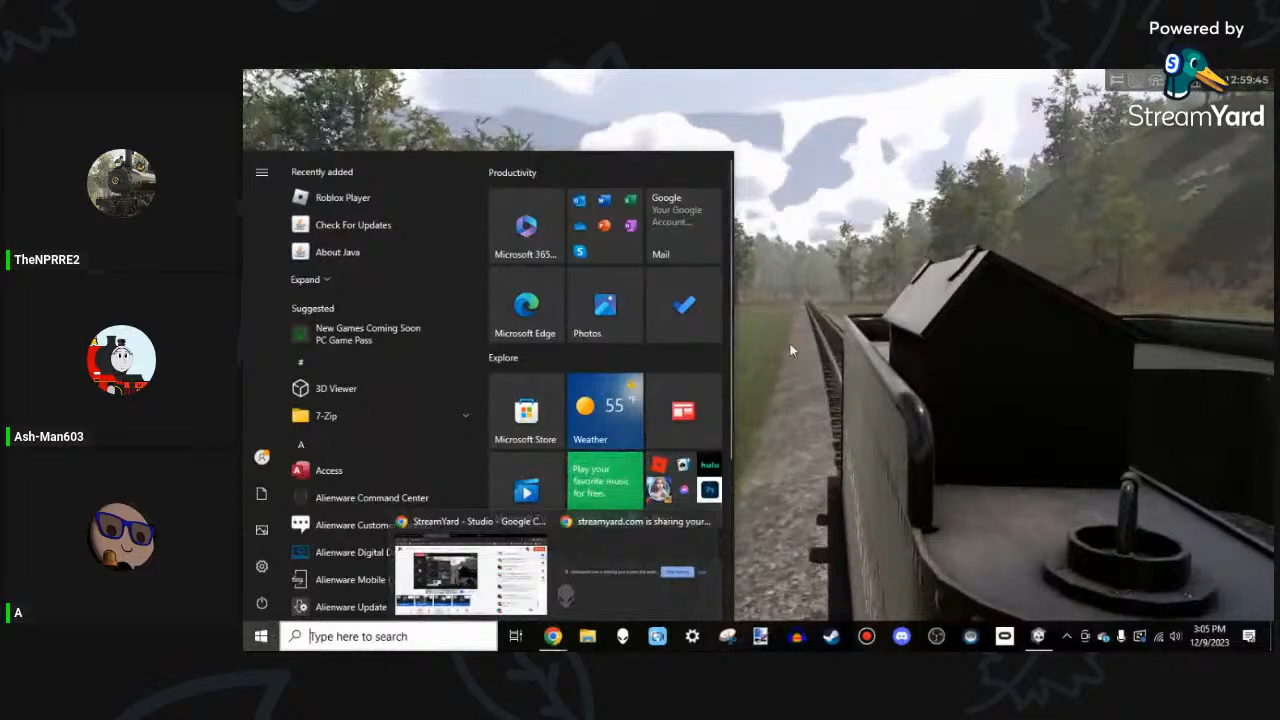 Powered by
StreamYard
12:59:45
TheNPRRE2
Ash-Man603
A
Recently added
Roblox Player
Check For Updates
About Java
Expand
Suggested
New Games Coming Soon
PC Game Pass
#
3D Viewer
7-Zip
A
Access
Alienware Command Center
Alienware Custome
Alienware Digital D
Alienware Mobile
Alienware Update
Productivity
Microsoft 365...
Google
Your Google
Account...
Mail
Microsoft Edge
Photos
Explore
Microsoft Store
55 °F
Weather
Play your
favorite music
for free.
hulu
Ps
StreamYard - Studio - Google C...
streamyard.com is sharing your...
Type here to search
3:05 PM
12/9/2023